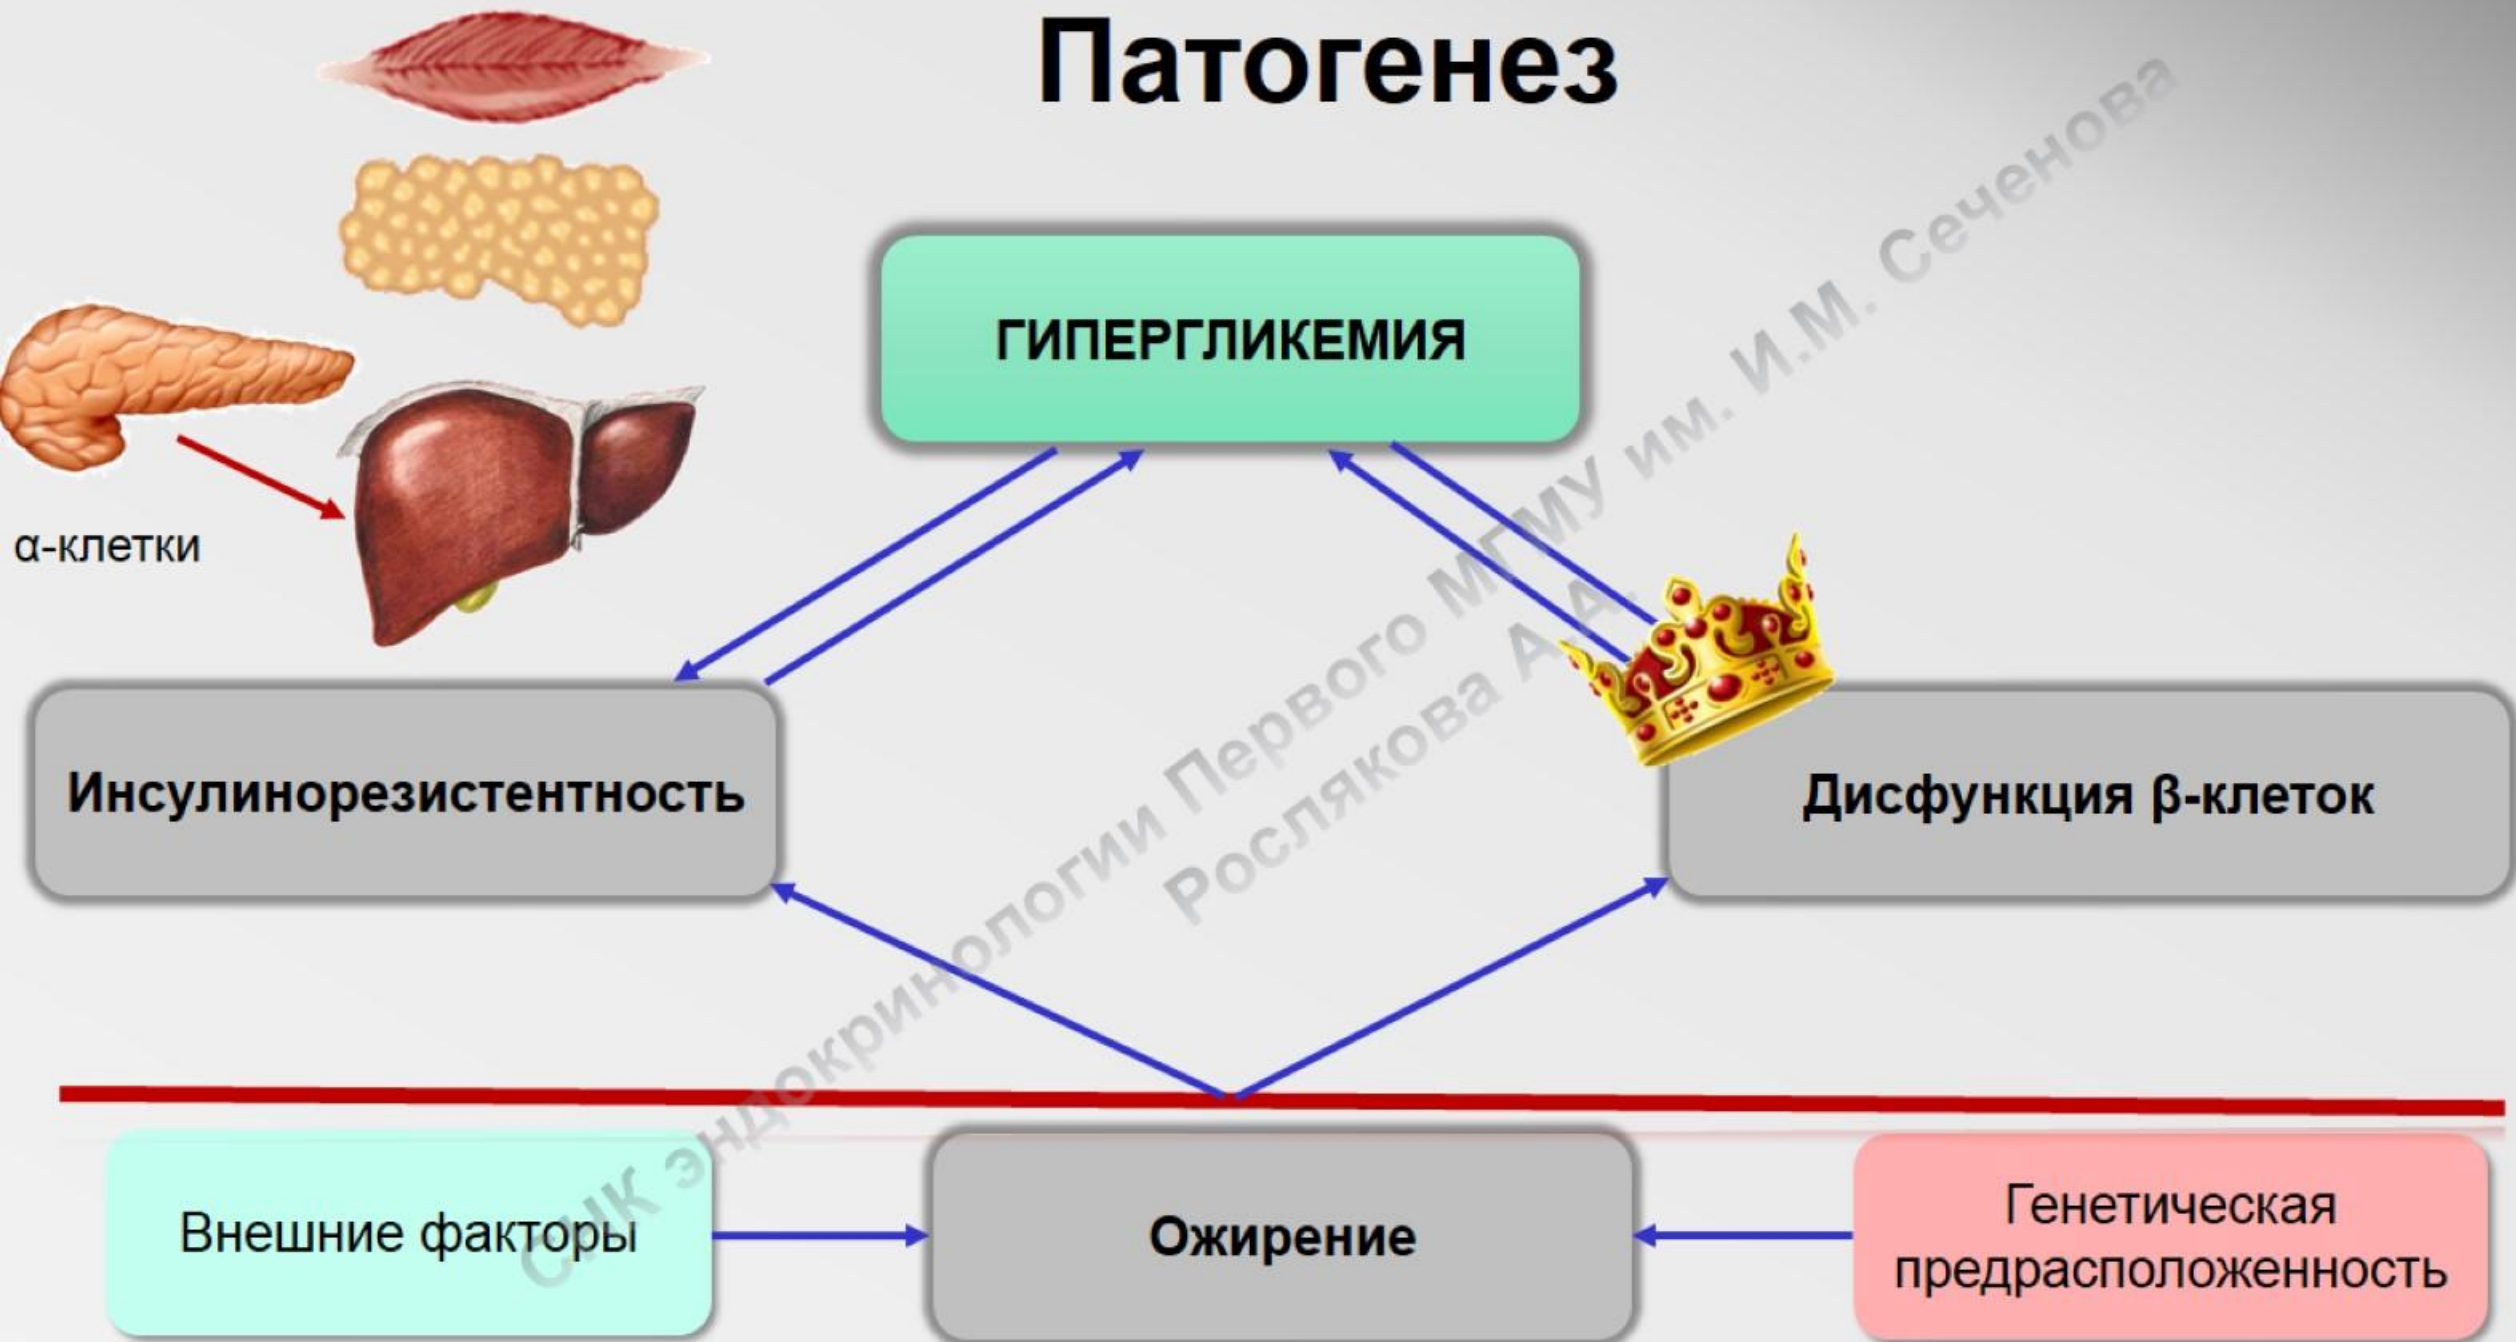 Патогенез
ГИПЕРГЛИКЕМИЯ
α-клетки
Инсулинорезистентность
Дисфункция β-клеток
Внешние факторы
Ожирение
Генетическая
предрасположенность
СНК эндокринологии Первого МГМУ им. И.М. Сеченова
Рослякова А.А.